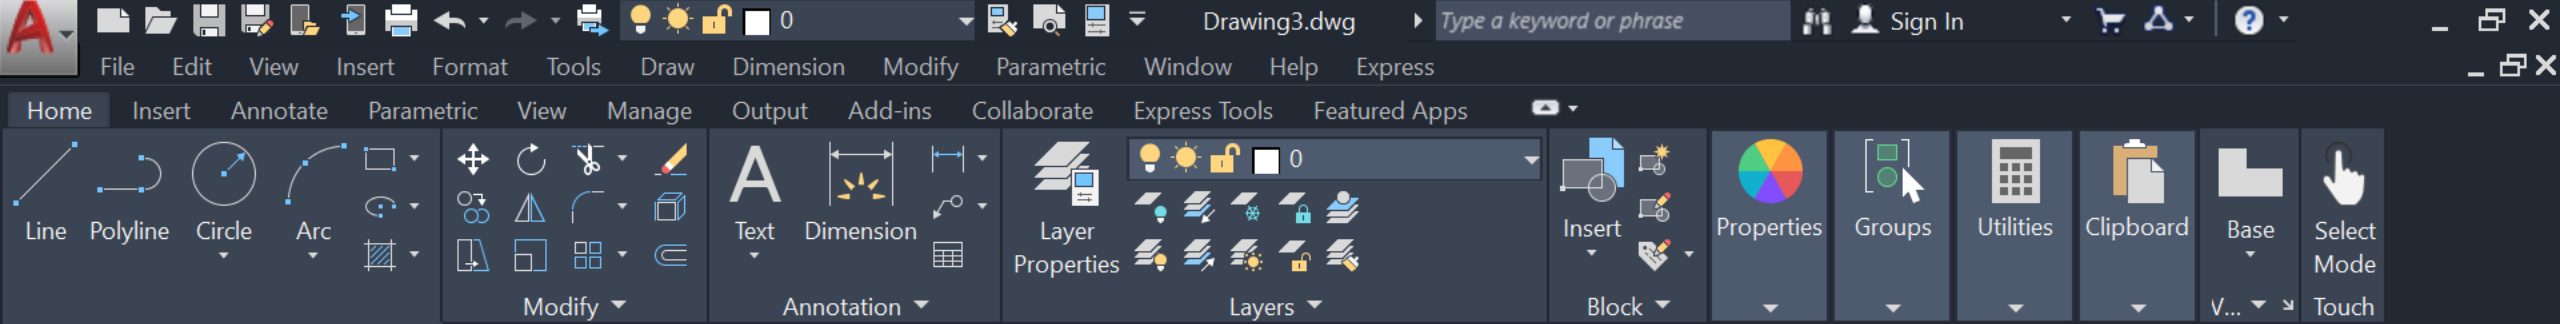 0 Drawing3.dwg Type a keyword or phrase Sign In
File Edit View Insert Format Tools Draw Dimension Modify Parametric Window Help Express
Home Insert Annotate Parametric View Manage Output Add-ins Collaborate Express Tools Featured Apps
0
Line Polyline Circle Arc Text Dimension Layer Properties Insert Properties Groups Utilities Clipboard Base Select Mode
Modify Annotation Layers Block V... Touch